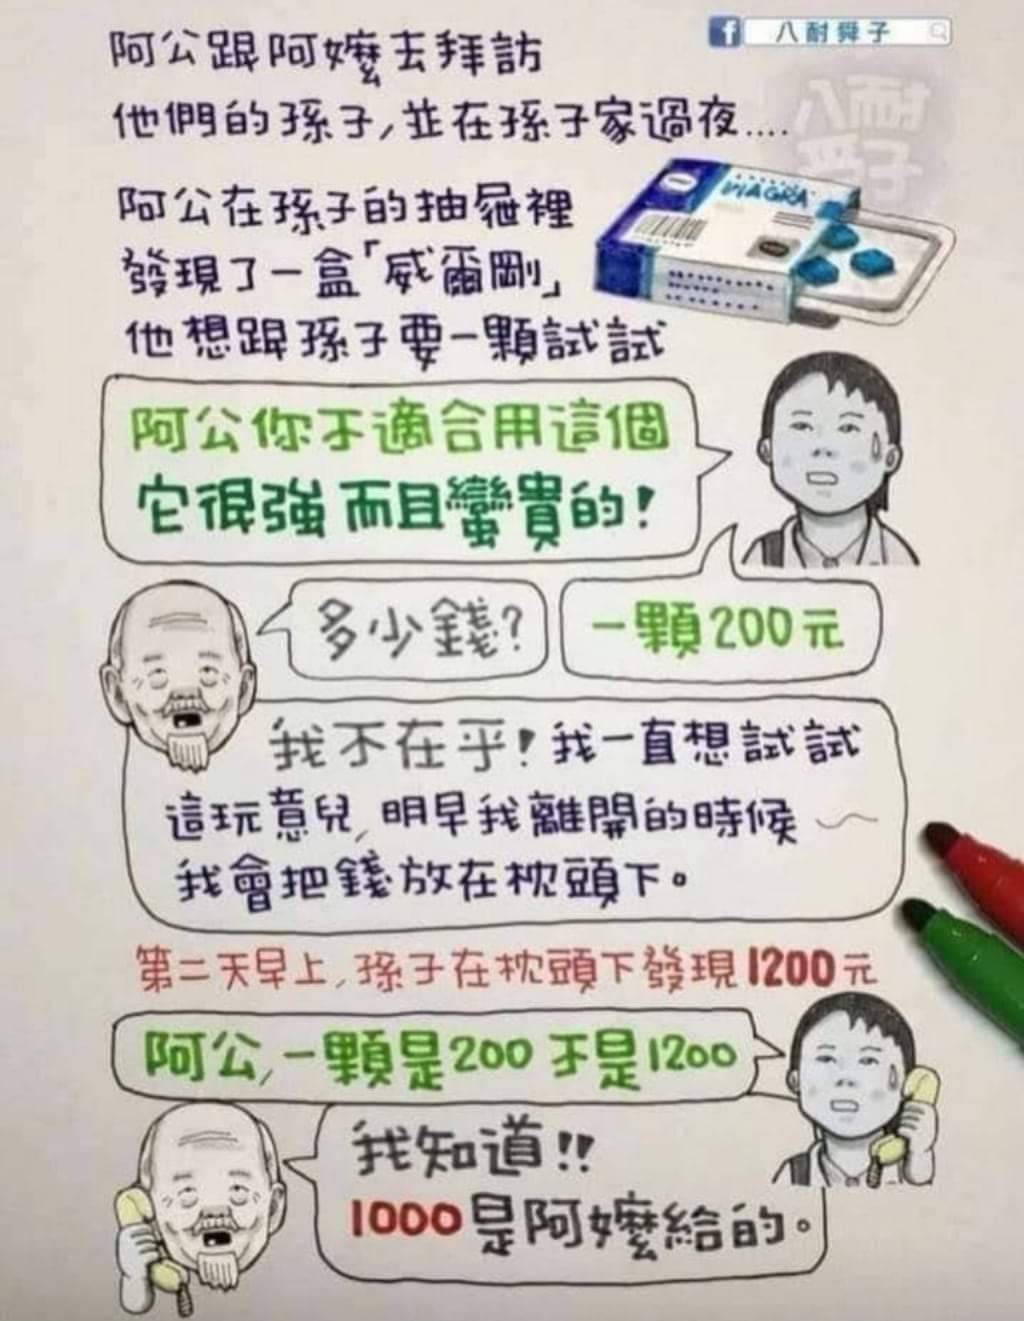 八耐舜子
八耐
舜子
阿公跟阿嬤去拜訪
他們的孫子,並在孫子家過夜....
阿公在孫子的抽屜裡
發現了一盒「威爾剛」
他想跟孫子要一顆試試
VIAGRA
阿公你不適合用這個
它很強而且蠻貴的!
多少錢?
一顆200元
我不在乎!我一直想試試
這玩意兒,明早我離開的時候～
我會把錢放在枕頭下。
第二天早上,孫子在枕頭下發現1200元
阿公,一顆是200不是1200
我知道!!
1000是阿嬤給的。